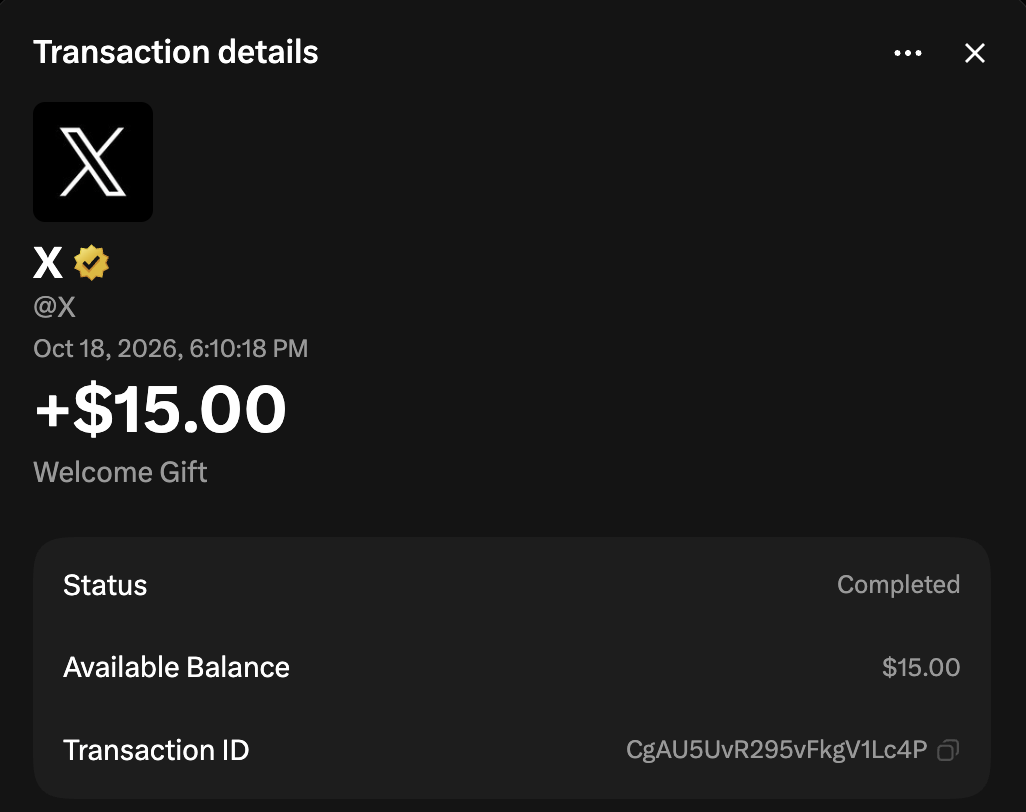 Transaction details
X
@X
Oct 18, 2026, 6:10:18 PM
+$15.00
Welcome Gift
Status Completed
Available Balance $15.00
Transaction ID CgAU5UvR295vFkgV1Lc4P